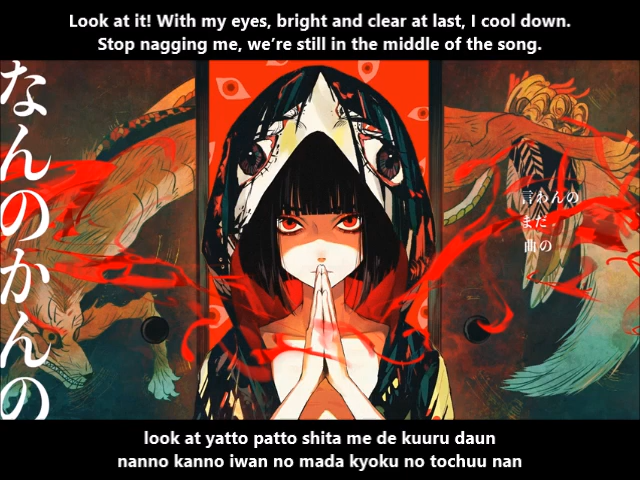 Look at it! With my eyes, bright and clear at last, I cool down.
Stop nagging me, we're still in the middle of the song.
なんのかんの
言わんの
まだ
曲の
look at yatto patto shita me de kuuru daun
nanno kanno iwan no mada kyoku no tochuu nan